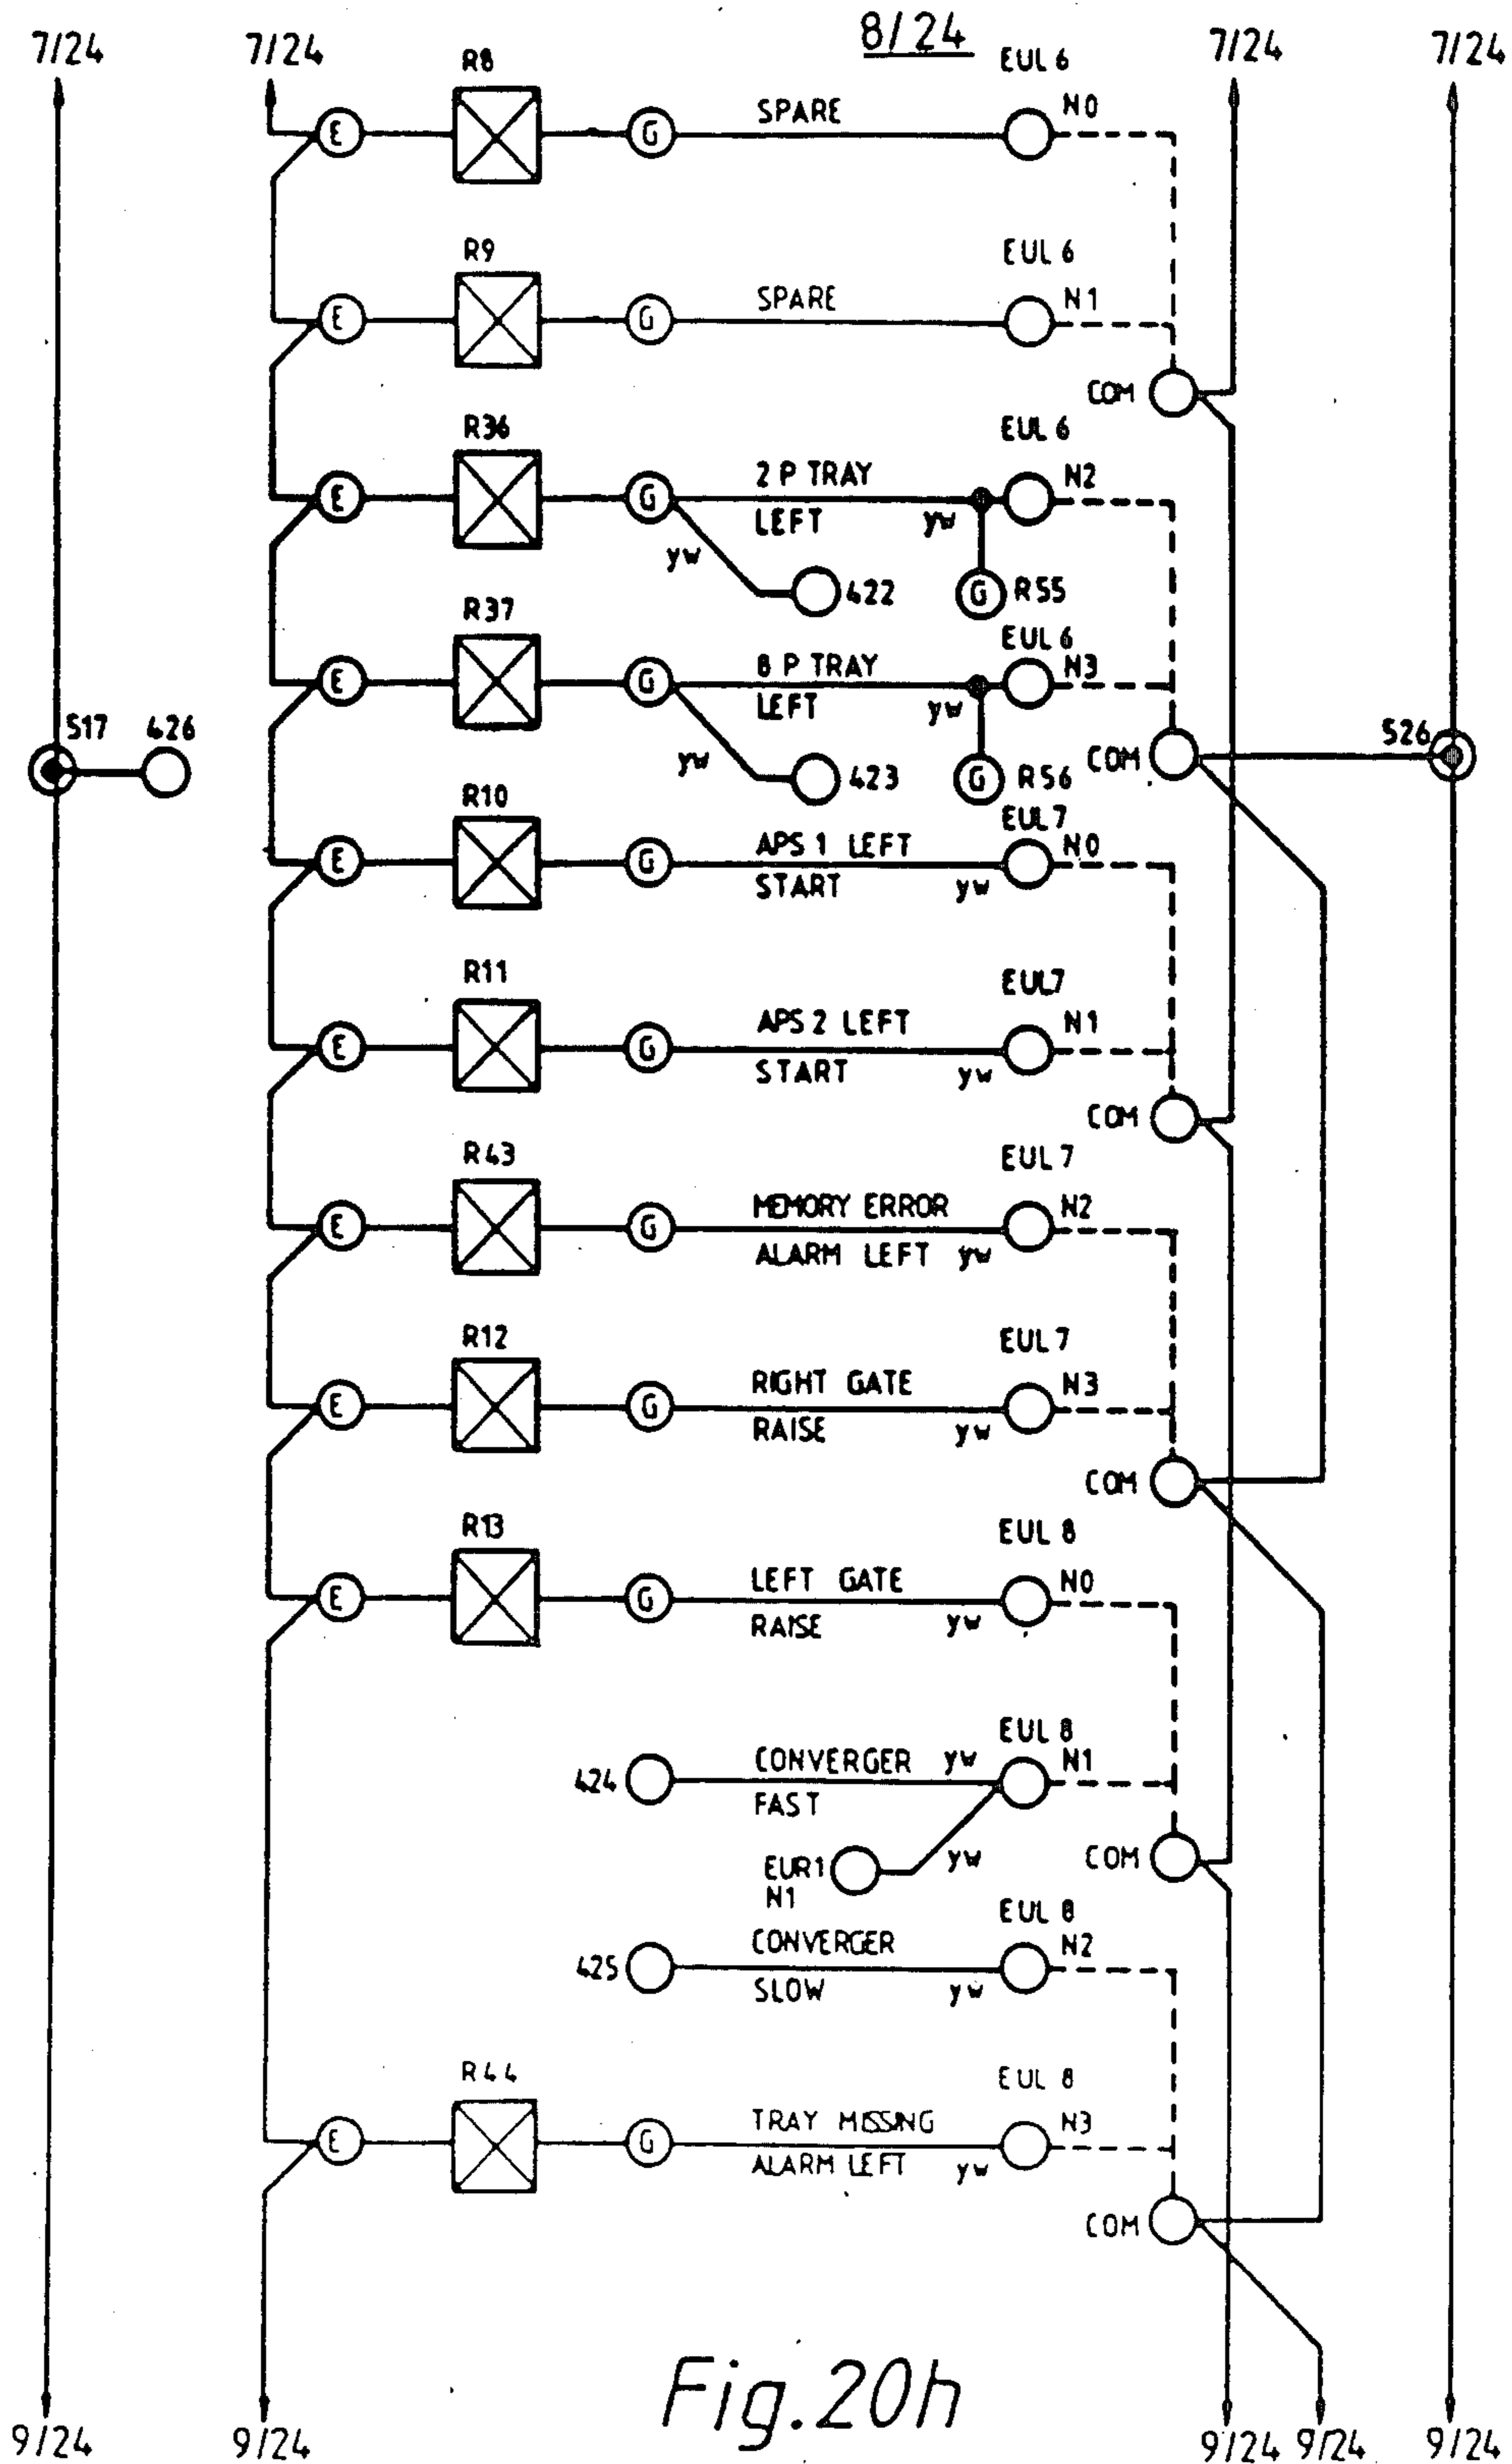 8/24
7/24 7/24 7/24 7/24
R8 EUL 6
E G SPARE N0
R9 EUL 6
E G SPARE N1
COM
R36 EUL 6
E G 2 P TRAY N2
LEFT yw
yw 422 G R55
R37 EUL 6
E G 8 P TRAY N3
LEFT yw
517 426 COM 526
yw 423 G R56
R10 EUL 7
E G APS 1 LEFT N0
START yw
R11 EUL7
E G APS 2 LEFT N1
START yw
COM
R43 EUL 7
E G MEMORY ERROR N2
ALARM LEFT yw
R12 EUL 7
E G RIGHT GATE N3
RAISE yw
COM
R13 EUL 8
E G LEFT GATE N0
RAISE yw
EUL 8
424 CONVERGER yw N1
FAST
EUR1 yw COM
N1
EUL 8
425 CONVERGER N2
SLOW yw
R44 EUL 8
E G TRAY MISSING N3
ALARM LEFT yw
COM
Fig.20h
9/24 9/24 9/24 9/24 9/24